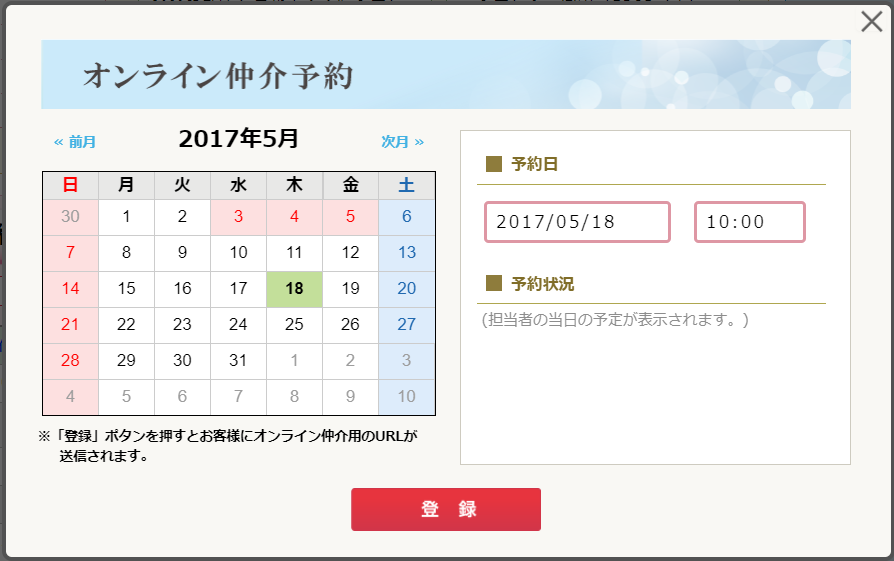 オンライン仲介予約
« 前月 2017年5月 次月 »
日 月 火 水 木 金 土
30 1 2 3 4 5 6
7 8 9 10 11 12 13
14 15 16 17 18 19 20
21 22 23 24 25 26 27
28 29 30 31 1 2 3
4 5 6 7 8 9 10
※「登録」ボタンを押すとお客様にオンライン仲介用のURLが
送信されます。
予約日
2017/05/18 10:00
予約状況
(担当者の当日の予定が表示されます。)
登 録